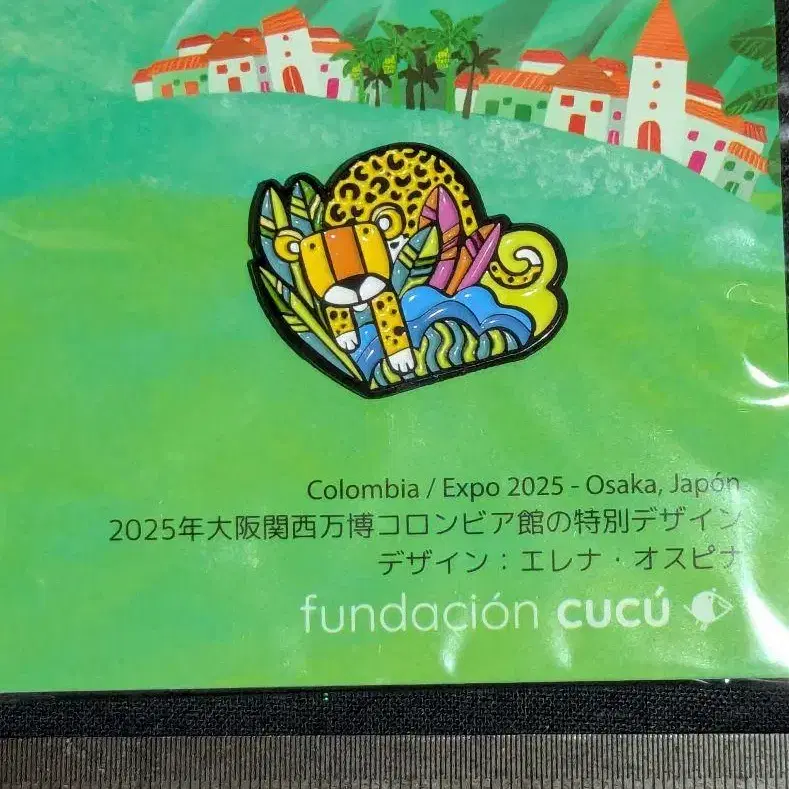 Colombia / Expo 2025 - Osaka, Japón
2025年大阪関西万博コロンビア館の特別デザイン
デザイン：エレナ・オスピナ
fundación cucú